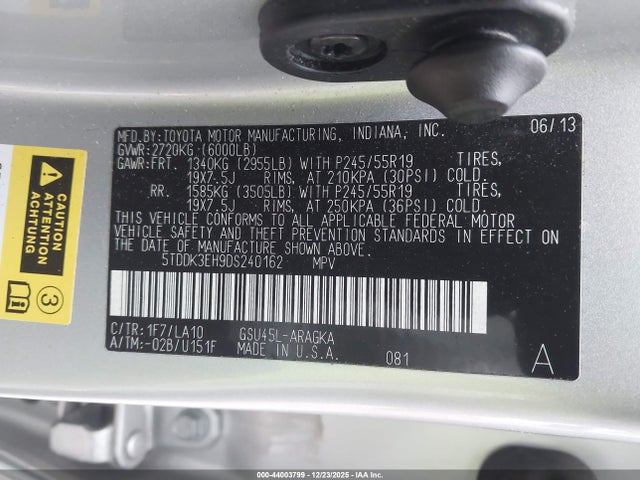 MFD.BY:TOYOTA MOTOR MANUFACTURING, INDIANA, INC. 06/13
GVWR:2720KG (6000LB)
GAWR:FRT. 1340KG (2955LB) WITH P245/55R19 TIRES,
19X7.5J RIMS, AT 210KPA (30PSI) COLD.
RR. 1585KG (3505LB) WITH P245/55R19 TIRES,
19X7.5J RIMS, AT 250KPA (36PSI) COLD.
THIS VEHICLE CONFORMS TO ALL APPLICABLE FEDERAL MOTOR
VEHICLE SAFETY AND THEFT PREVENTION STANDARDS IN EFFECT ON
THE DATE OF MANUFACTURE SHOWN ABOVE.
5TDDK3EH9DS240162 MPV
C/TR:1F7/LA10 GSU45L-ARAGKA
A/TM:-02B/U151F MADE IN U.S.A. 081 A
CAUTION
ATTENTION
ACHTUNG
3
000-44003799 - 12/23/2025 - IAA Inc.